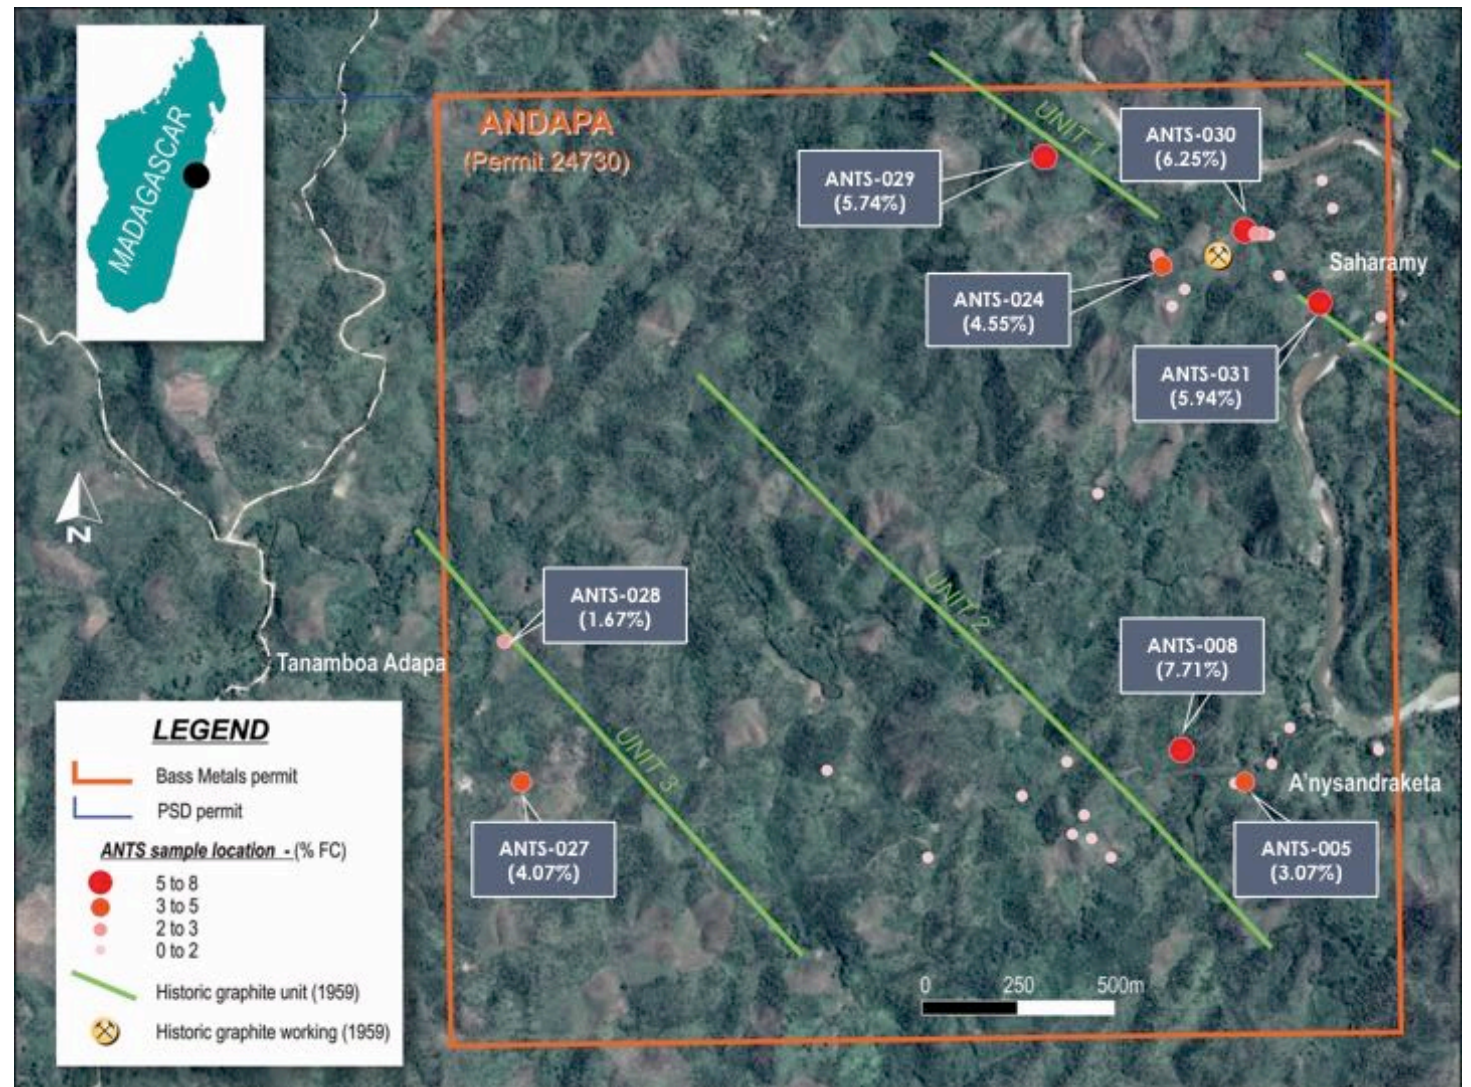 MADAGASCAR
ANDAPA
(Permit 24730)
UNIT 1
ANTS-030
(6.25%)
ANTS-029
(5.74%)
Saharamy
ANTS-024
(4.55%)
ANTS-031
(5.94%)
N
UNIT 2
ANTS-028
(1.67%)
Tanamboa Adapa
ANTS-008
(7.71%)
UNIT 3
A'nysandraketa
ANTS-027
(4.07%)
ANTS-005
(3.07%)
LEGEND
Bass Metals permit
PSD permit
ANTS sample location - (% FC)
5 to 8
3 to 5
2 to 3
0 to 2
Historic graphite unit (1959)
Historic graphite working (1959)
0 250 500m